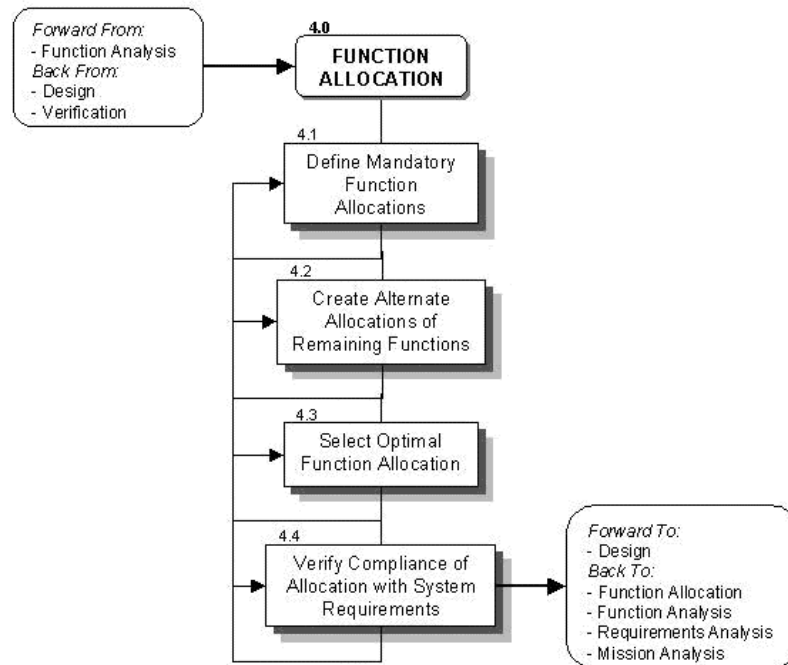 Forward From:
- Function Analysis
Back From:
- Design
- Verification
4.0
FUNCTION
ALLOCATION
4.1
Define Mandatory
Function
Allocations
4.2
Create Alternate
Allocations of
Remaining Functions
4.3
Select Optimal
Function Allocation
4.4
Verify Compliance of
Allocation with System
Requirements
Forward To:
- Design
Back To:
- Function Allocation
- Function Analysis
- Requirements Analysis
- Mission Analysis